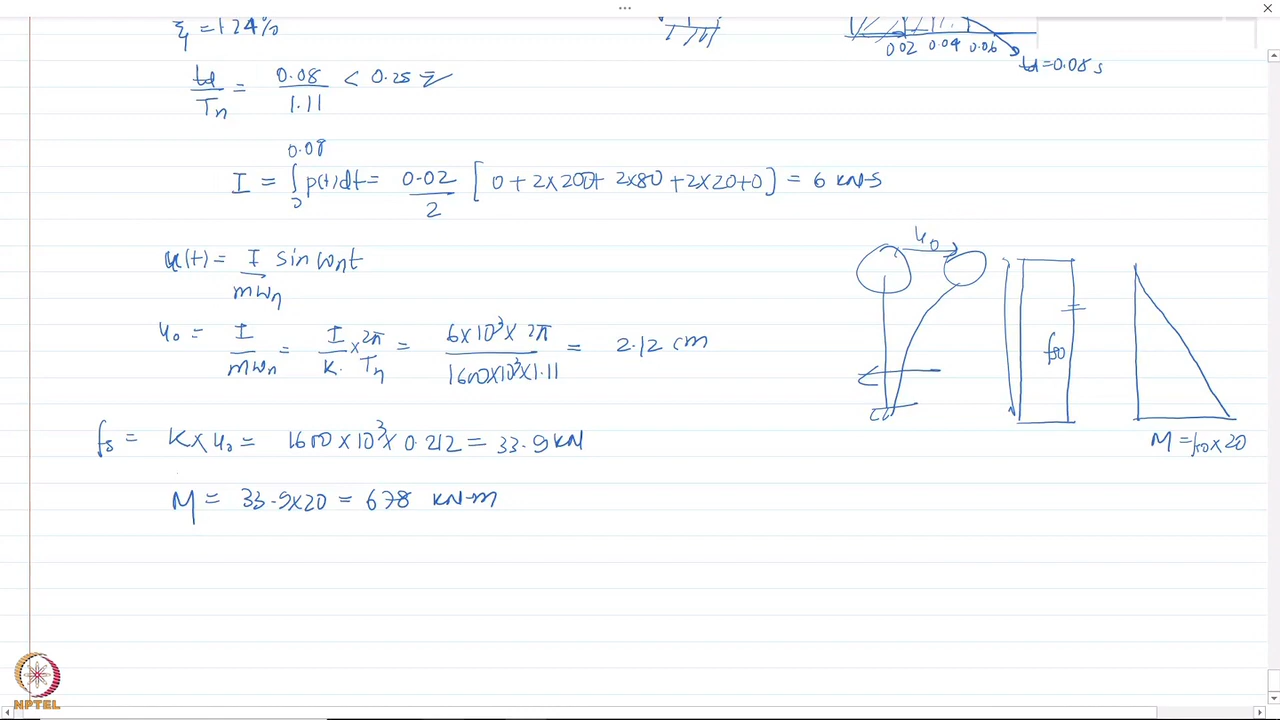 ξ = 1.24%
0.02 0.04 0.06
td = 0.08 s
td/Tn = 0.08/1.11 < 0.25
I = ∫₀^0.08 p(t) dt = 0.02/2 [0 + 2×200 + 2×80 + 2×20 + 0] = 6 kN-s
u(t) = I/mωn sin ωnt
u0
u0 = I/mωn = I/K × 2π/Tn = 6×10³ × 2π / 1600×10³×1.11 = 2.12 cm
fs0
fs = K × u0 = 1600 × 10³ × 0.212 = 33.9 kN
M = fs0 × 20
M = 33.9×20 = 678 kN-m
NPTEL